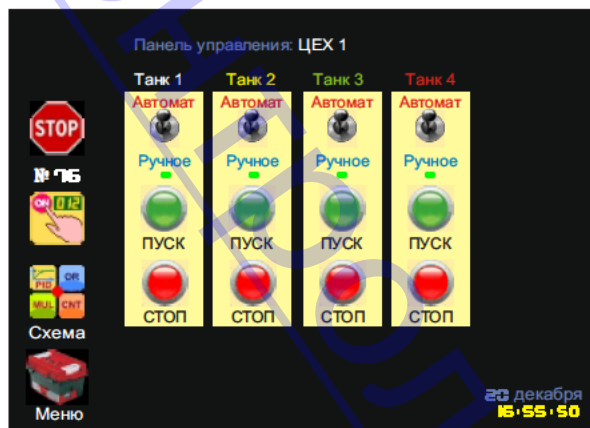 Панель управления: ЦЕХ 1
Танк 1 Танк 2 Танк 3 Танк 4
Автомат Автомат Автомат Автомат
STOP
Ручное Ручное Ручное Ручное
№ 76
ON 012
ПУСК ПУСК ПУСК ПУСК
PID OR
MUL CNT
СТОП СТОП СТОП СТОП
Схема
Меню
20 декабря
16:55:50